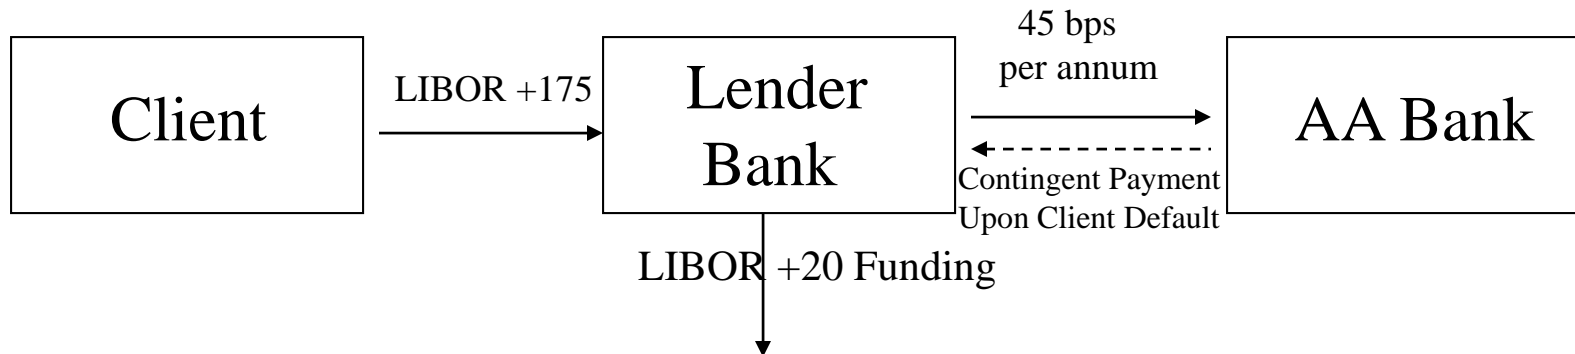 Client
LIBOR +175
Lender
Bank
45 bps
per annum
Contingent Payment
Upon Client Default
AA Bank
LIBOR +20 Funding